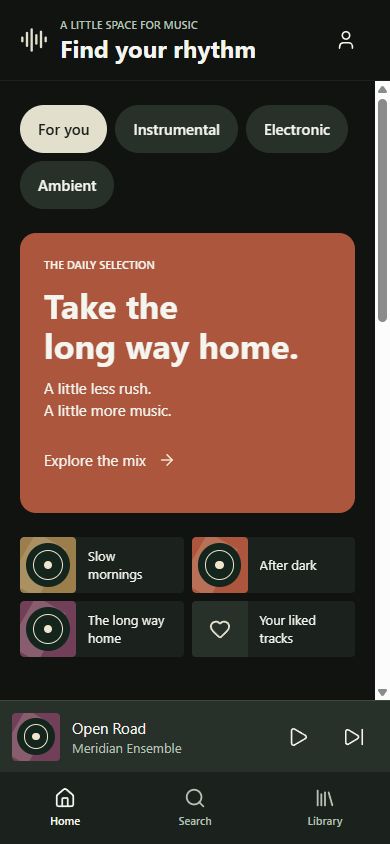 A LITTLE SPACE FOR MUSIC
Find your rhythm
For you
Instrumental
Electronic
Ambient
THE DAILY SELECTION
Take the
long way home.
A little less rush.
A little more music.
Explore the mix
Slow
mornings
After dark
The long way
home
Your liked
tracks
Open Road
Meridian Ensemble
Home
Search
Library